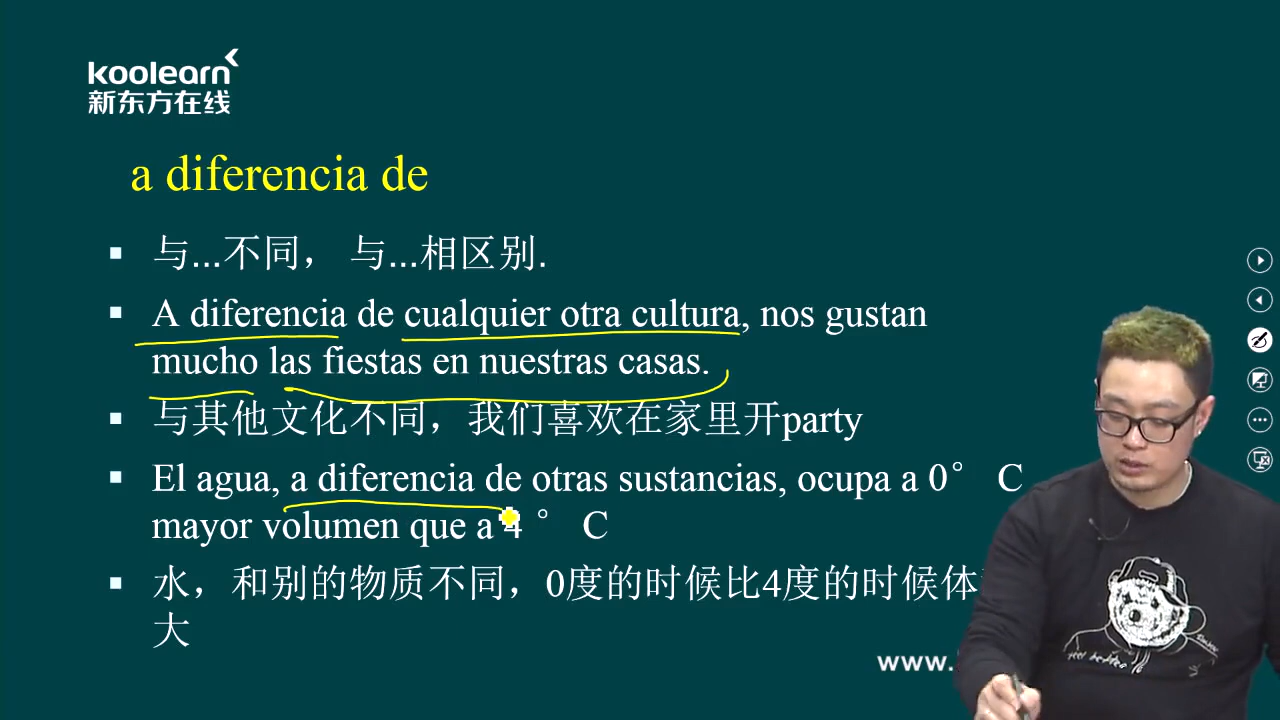 koolearn
新东方在线
a diferencia de
与...不同， 与...相区别.
A diferencia de cualquier otra cultura, nos gustan
mucho las fiestas en nuestras casas.
与其他文化不同，我们喜欢在家里开party
El agua, a diferencia de otras sustancias, ocupa a 0° C
mayor volumen que a 4 ° C
水，和别的物质不同，0度的时候比4度的时候体
大
www.